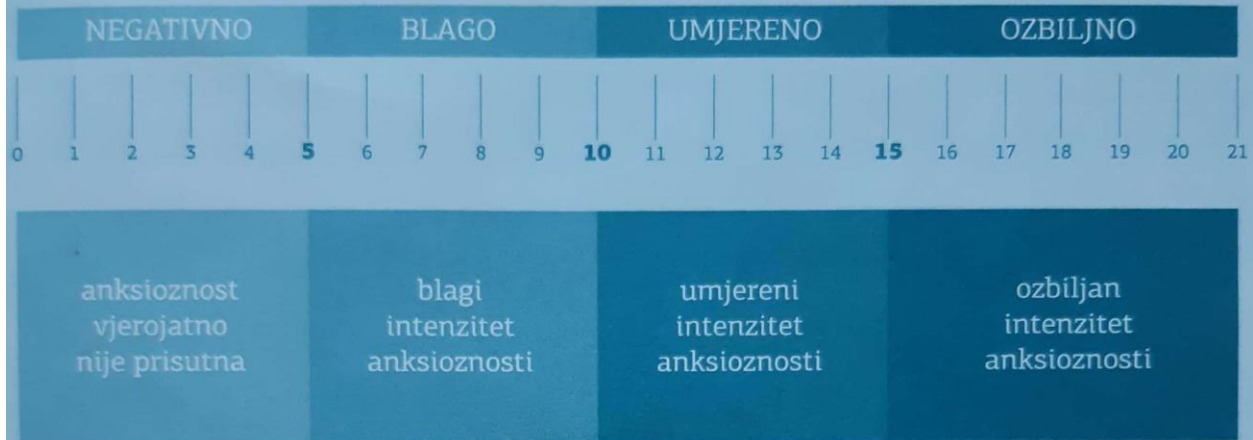 NEGATIVNO BLAGO UMJERENO OZBILJNO
0 1 2 3 4 5 6 7 8 9 10 11 12 13 14 15 16 17 18 19 20 21
anksioznost
vjerojatno
nije prisutna
blagi
intenzitet
anksioznosti
umjereni
intenzitet
anksioznosti
ozbiljan
intenzitet
anksioznosti